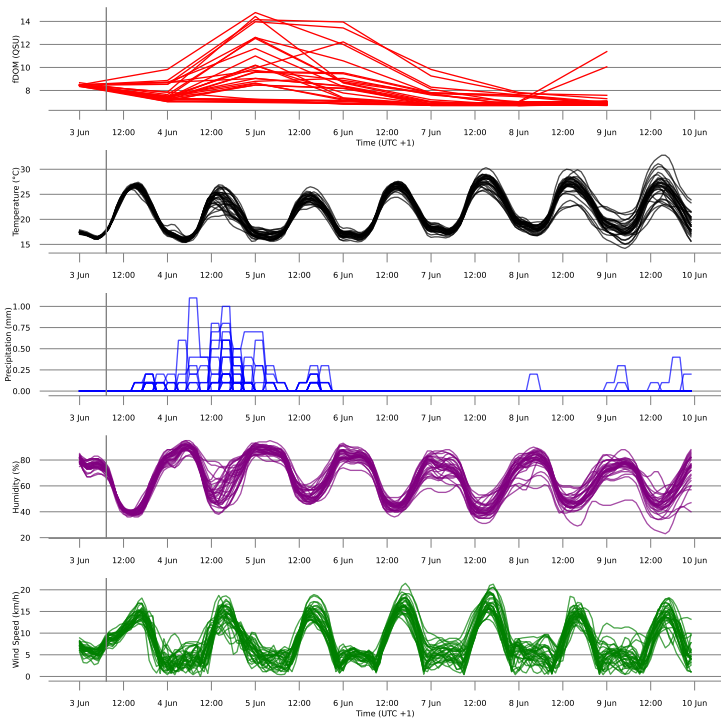 fDOM (QSU)
14
12
10
8
3 Jun 12:00 4 Jun 12:00 5 Jun 12:00 6 Jun 12:00 7 Jun 12:00 8 Jun 12:00 9 Jun 12:00 10 Jun
Time (UTC +1)
Temperature (°C)
30
25
20
15
3 Jun 12:00 4 Jun 12:00 5 Jun 12:00 6 Jun 12:00 7 Jun 12:00 8 Jun 12:00 9 Jun 12:00 10 Jun
Precipitation (mm)
1.00
0.75
0.50
0.25
0.00
3 Jun 12:00 4 Jun 12:00 5 Jun 12:00 6 Jun 12:00 7 Jun 12:00 8 Jun 12:00 9 Jun 12:00 10 Jun
Humidity (%)
80
60
40
20
3 Jun 12:00 4 Jun 12:00 5 Jun 12:00 6 Jun 12:00 7 Jun 12:00 8 Jun 12:00 9 Jun 12:00 10 Jun
Wind Speed (km/h)
20
15
10
5
0
3 Jun 12:00 4 Jun 12:00 5 Jun 12:00 6 Jun 12:00 7 Jun 12:00 8 Jun 12:00 9 Jun 12:00 10 Jun
Time (UTC +1)